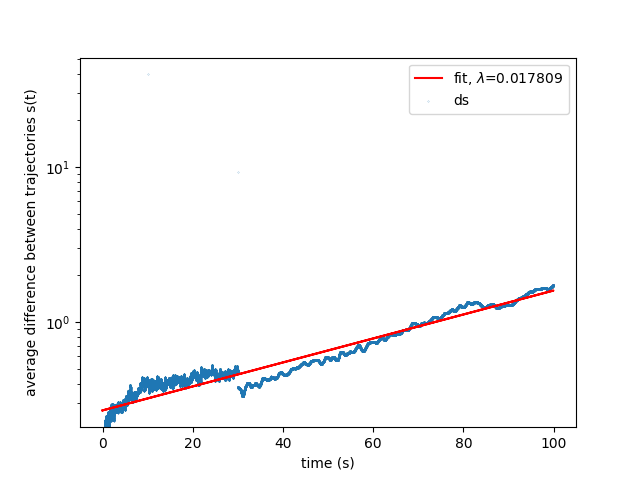 fit, λ=0.017809
ds
average difference between trajectories s(t)
10¹
10⁰
0 20 40 60 80 100
time (s)